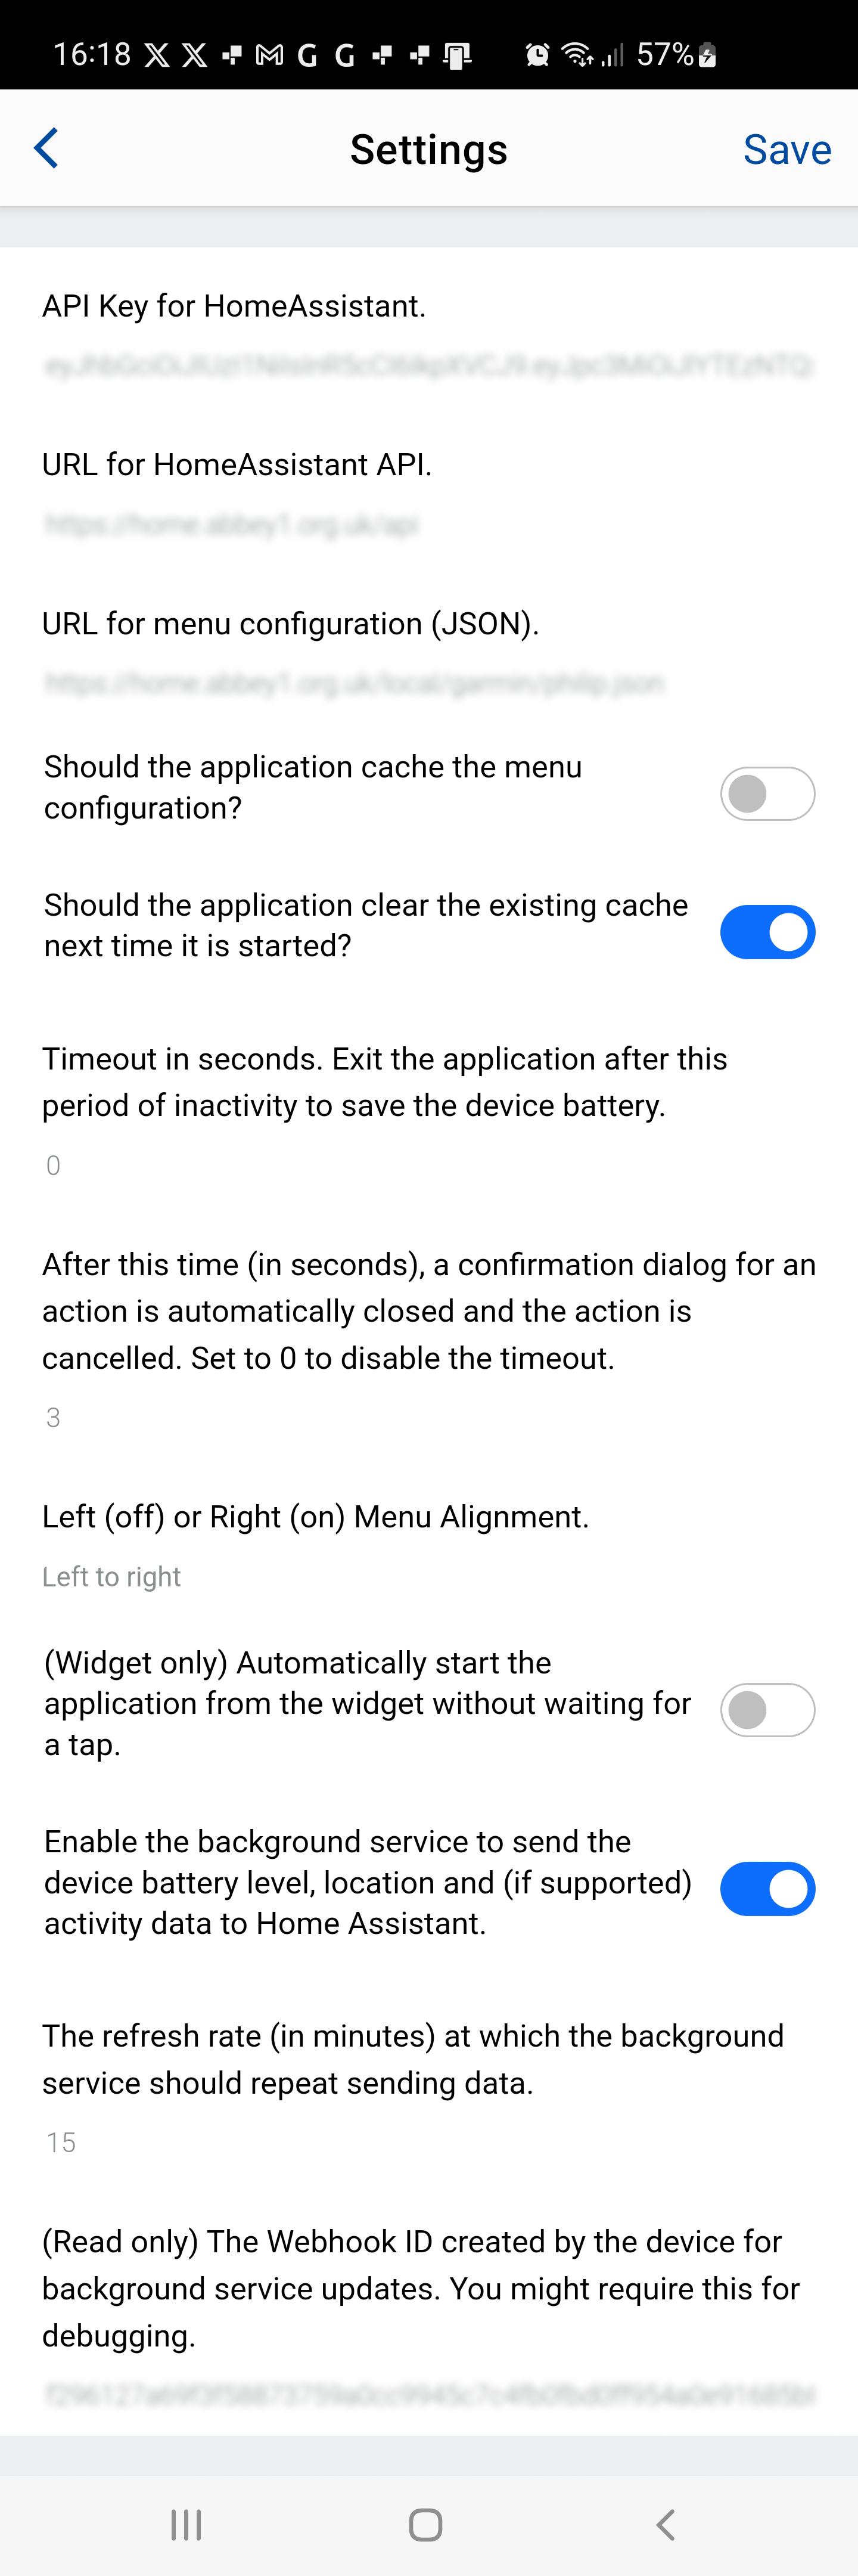 16:18 57%
Settings
Save
API Key for HomeAssistant.
URL for HomeAssistant API.
URL for menu configuration (JSON).
Should the application cache the menu
configuration?
Should the application clear the existing cache
next time it is started?
Timeout in seconds. Exit the application after this
period of inactivity to save the device battery.
0
After this time (in seconds), a confirmation dialog for an
action is automatically closed and the action is
cancelled. Set to 0 to disable the timeout.
3
Left (off) or Right (on) Menu Alignment.
Left to right
(Widget only) Automatically start the
application from the widget without waiting for
a tap.
Enable the background service to send the
device battery level, location and (if supported)
activity data to Home Assistant.
The refresh rate (in minutes) at which the background
service should repeat sending data.
15
(Read only) The Webhook ID created by the device for
background service updates. You might require this for
debugging.